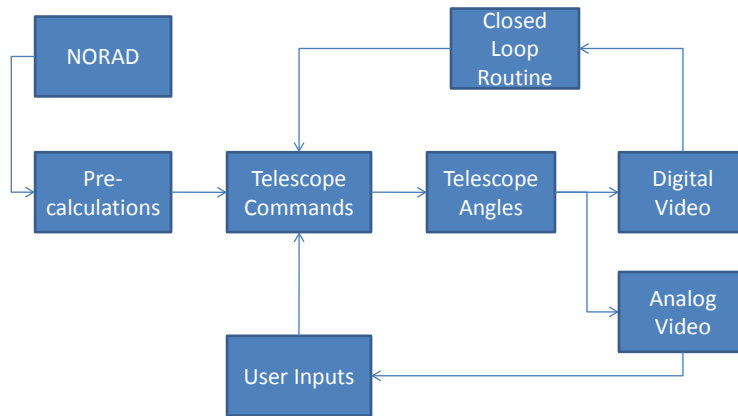 NORAD
Closed
Loop
Routine
Pre-
calculations
Telescope
Commands
Telescope
Angles
Digital
Video
Analog
Video
User Inputs